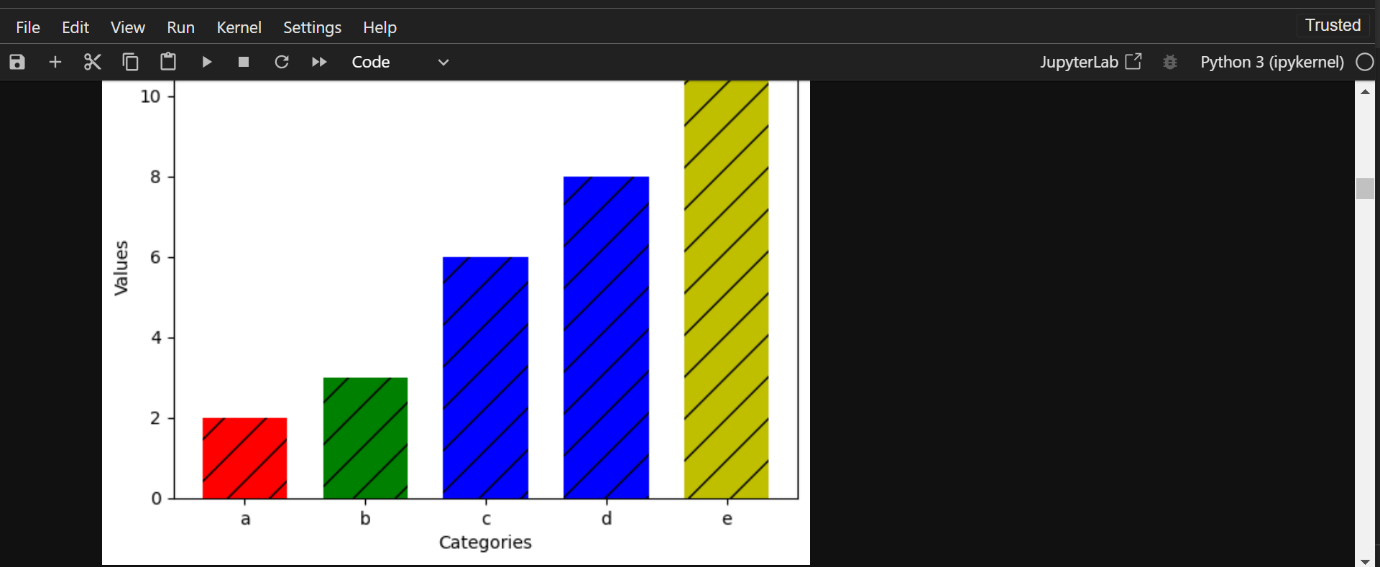 File Edit View Run Kernel Settings Help Trusted
Code JupyterLab Python 3 (ipykernel)
10
8
6
4
2
0
Values
a b c d e
Categories